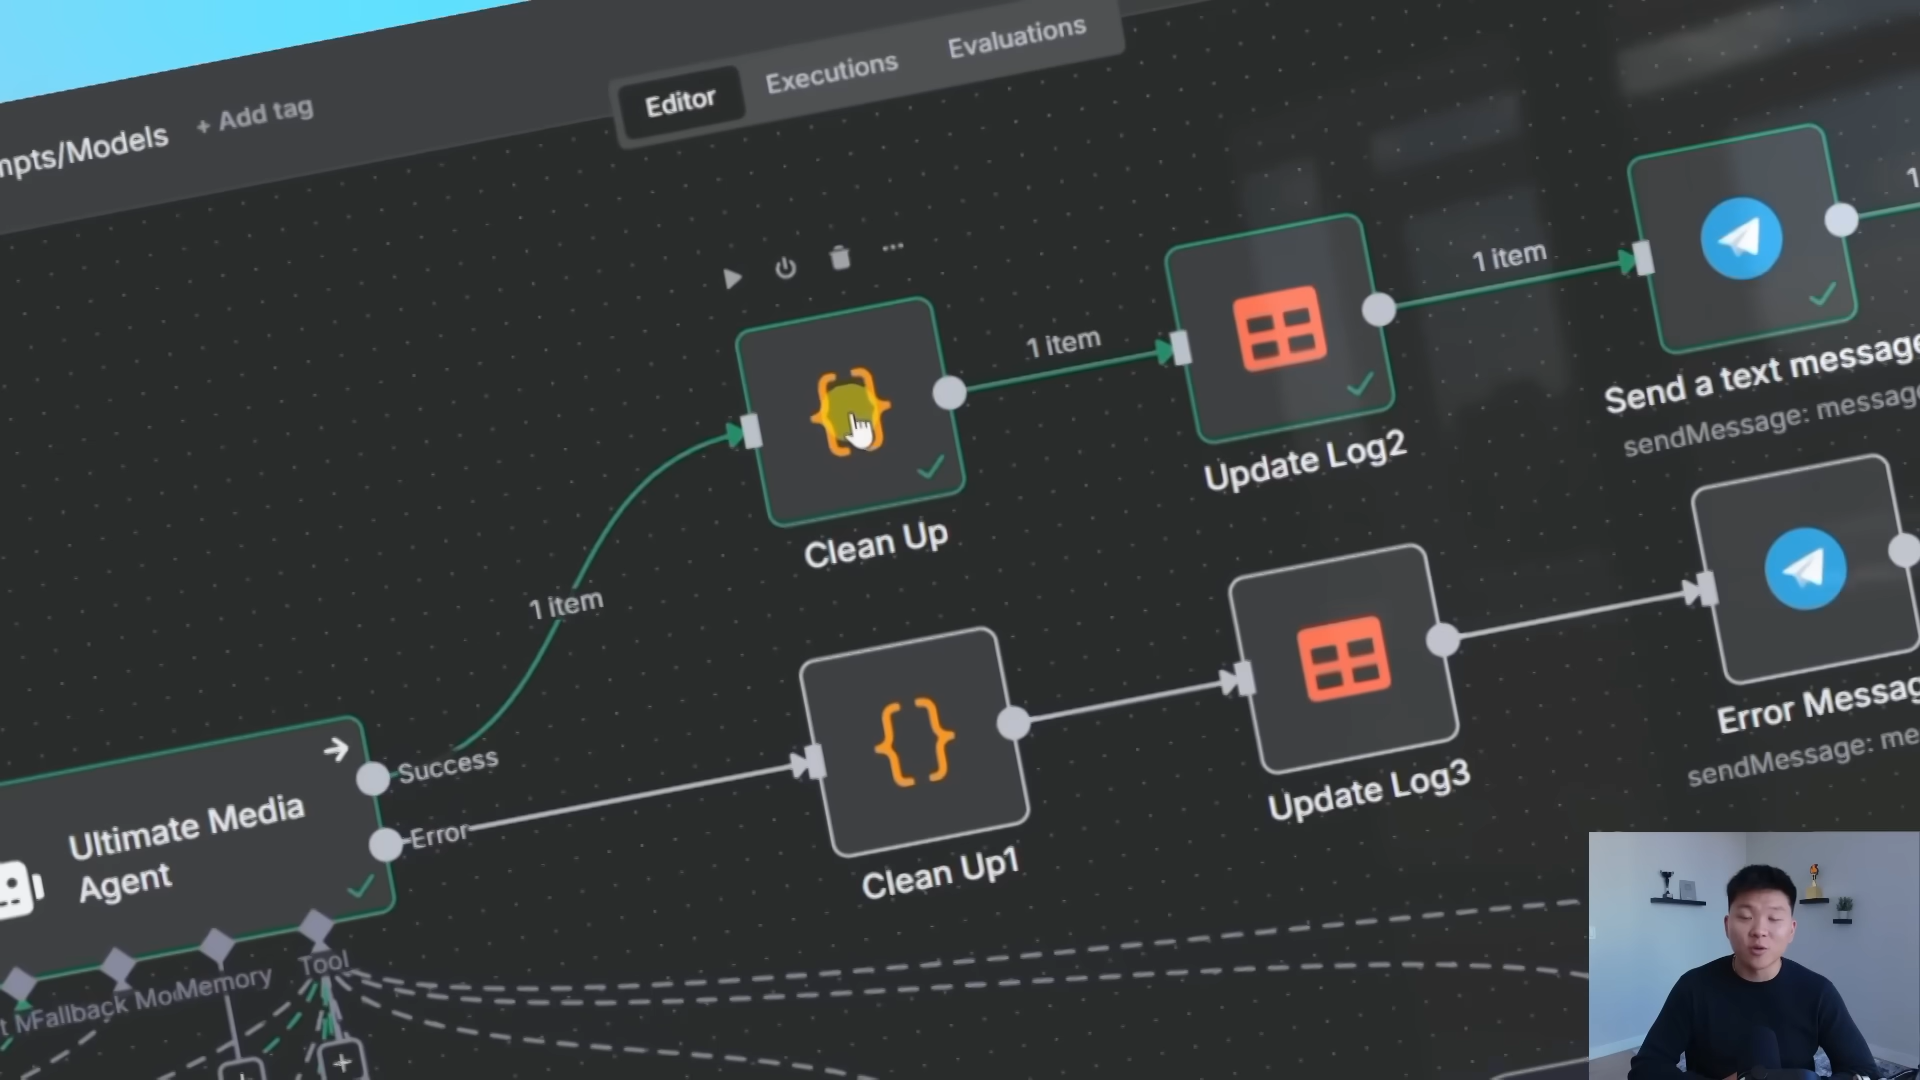 mpts/Models
+ Add tag
Editor
Executions
Evaluations
1 item
1 item
1 item
Clean Up
Update Log2
Send a text message
sendMessage: message
Success
Error
Ultimate Media
Agent
Clean Up1
Update Log3
Error Messag
sendMessage: me
Fallback Mo
Memory
Tool